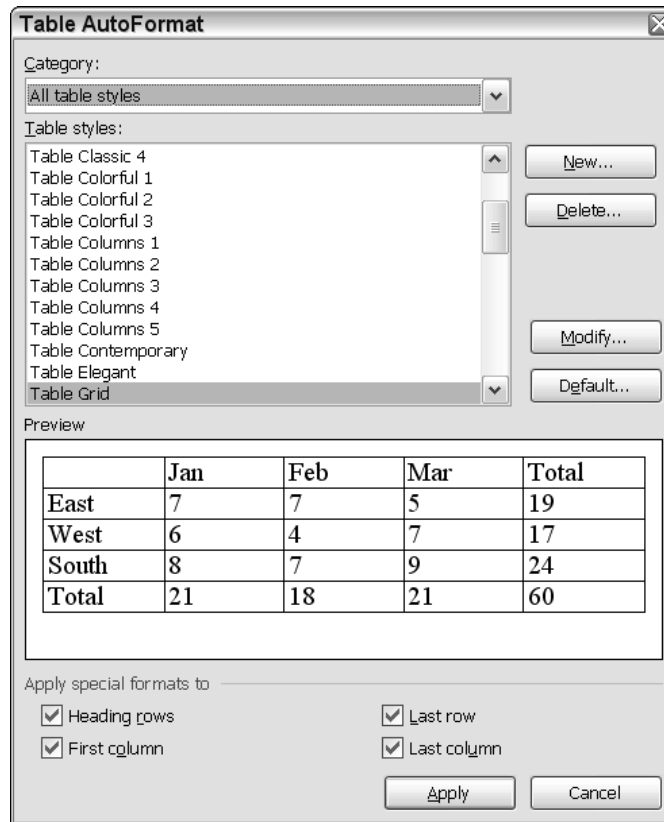 Table AutoFormat
Category:
All table styles
Table styles:
Table Classic 4
Table Colorful 1
Table Colorful 2
Table Colorful 3
Table Columns 1
Table Columns 2
Table Columns 3
Table Columns 4
Table Columns 5
Table Contemporary
Table Elegant
Table Grid
New...
Delete...
Modify...
Default...
Preview
Jan Feb Mar Total
East 7 7 5 19
West 6 4 7 17
South 8 7 9 24
Total 21 18 21 60
Apply special formats to
Heading rows
Last row
First column
Last column
Apply
Cancel